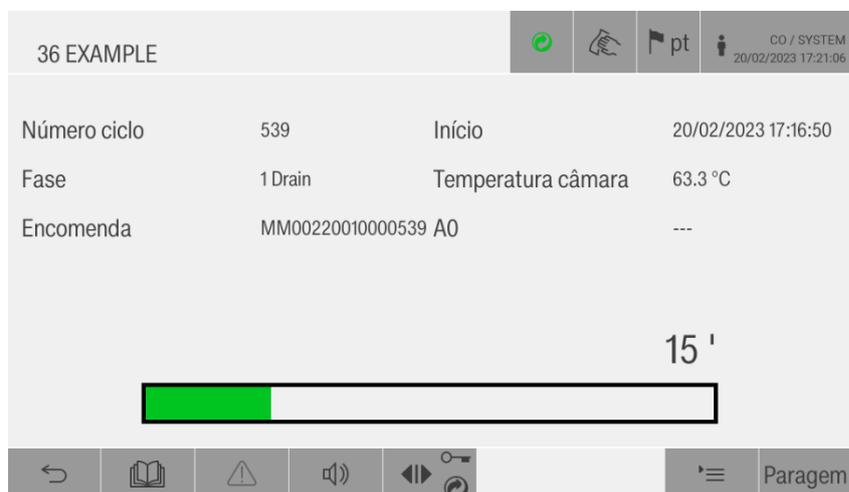 36 EXAMPLE
pt
CO / SYSTEM
20/02/2023 17:21:06
Número ciclo 539 Início 20/02/2023 17:16:50
Fase 1 Drain Temperatura câmara 63.3 °C
Encomenda MM00220010000539 A0 ---
15 '
Paragem